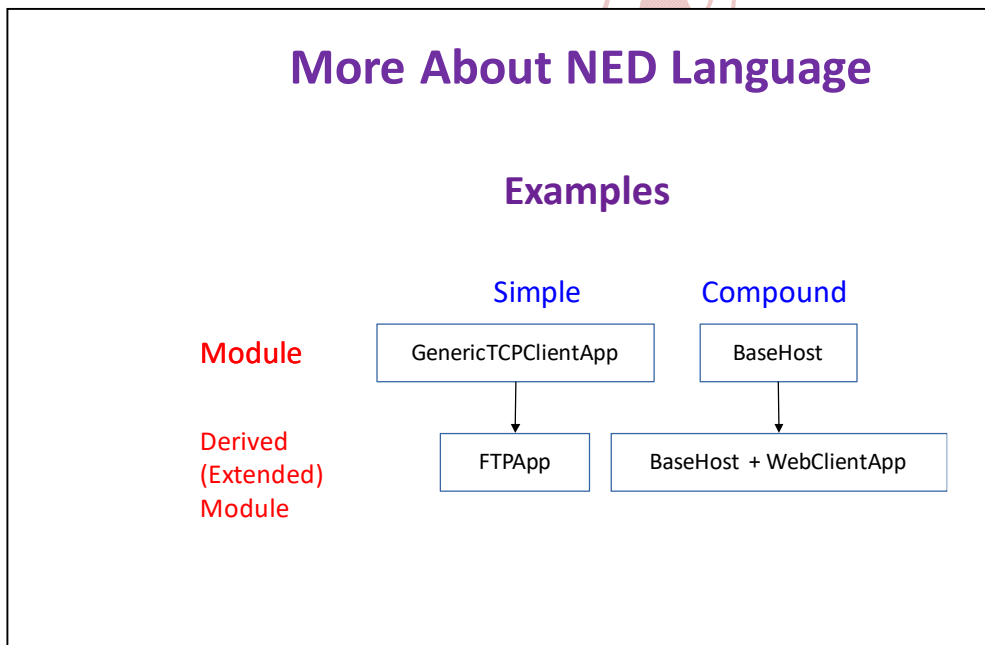 More About NED Language
Examples
Simple Compound
Module GenericTCPClientApp BaseHost
Derived
(Extended)
Module
FTPApp BaseHost + WebClientApp